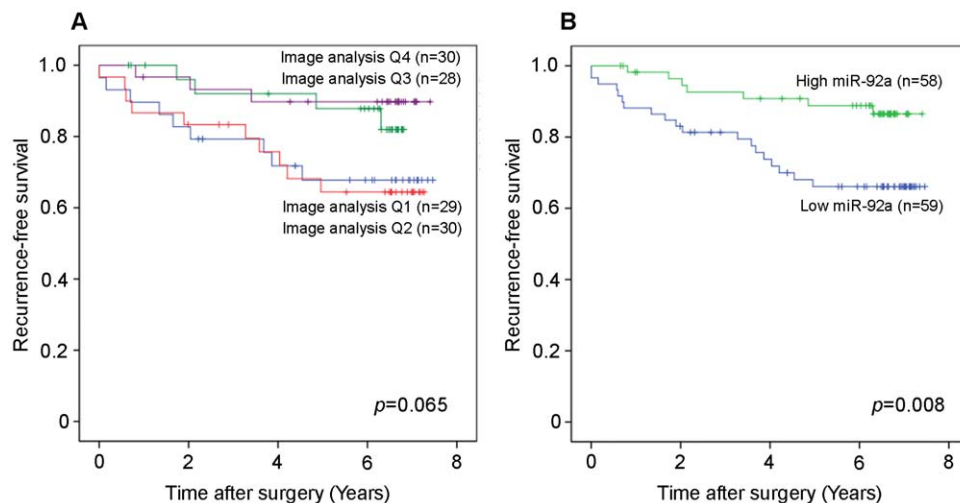 A
Image analysis Q4 (n=30)
Image analysis Q3 (n=28)
Image analysis Q1 (n=29)
Image analysis Q2 (n=30)
p=0.065
Recurrence-free survival
1.0
0.8
0.6
0.4
0.2
0
0 2 4 6 8
Time after surgery (Years)
B
High miR-92a (n=58)
Low miR-92a (n=59)
p=0.008
Recurrence-free survival
1.0
0.8
0.6
0.4
0.2
0
0 2 4 6 8
Time after surgery (Years)